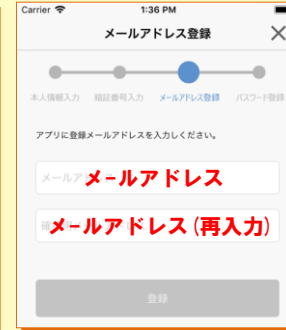 Carrier 1:36 PM
メールアドレス登録
本人情報入力 暗証番号入力 メールアドレス登録 パスワード登録
アプリに登録メールアドレスを入力しください。
メールアドレス
メールアドレス(再入力)
登録